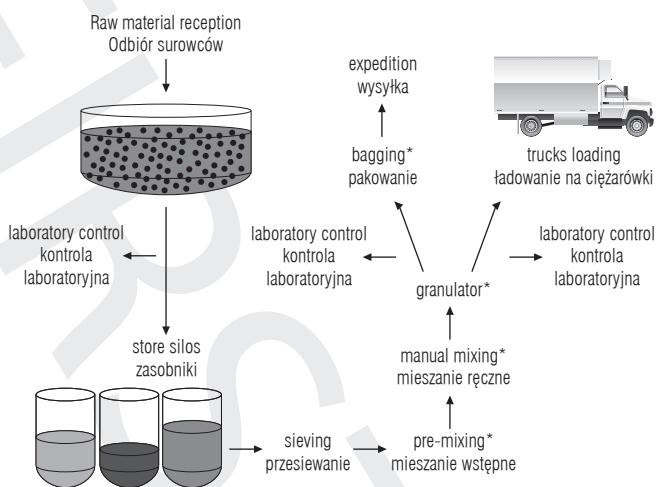 Raw material reception
Odbiór surowców
expedition
wysyłka
bagging*
pakowanie
trucks loading
ładowanie na ciężarówki
laboratory control
kontrola
laboratoryjna
laboratory control
kontrola
laboratoryjna
laboratory control
kontrola
laboratoryjna
granulator*
store silos
zasobniki
manual mixing*
mieszanie ręczne
sieving
przesiewanie
pre-mixing*
mieszanie wstępne